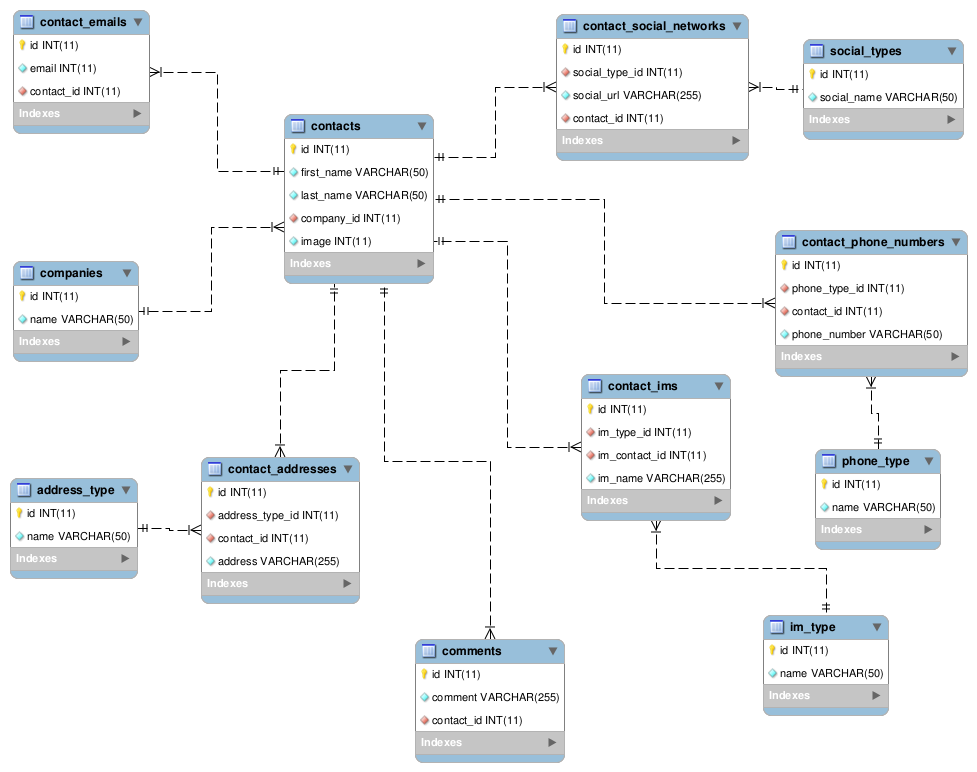 contact_emails
id INT(11)
email INT(11)
contact_id INT(11)
Indexes
contact_social_networks
id INT(11)
social_type_id INT(11)
social_url VARCHAR(255)
contact_id INT(11)
Indexes
social_types
id INT(11)
social_name VARCHAR(50)
Indexes
contacts
id INT(11)
first_name VARCHAR(50)
last_name VARCHAR(50)
company_id INT(11)
image INT(11)
Indexes
companies
id INT(11)
name VARCHAR(50)
Indexes
contact_phone_numbers
id INT(11)
phone_type_id INT(11)
contact_id INT(11)
phone_number VARCHAR(50)
Indexes
contact_ims
id INT(11)
im_type_id INT(11)
im_contact_id INT(11)
im_name VARCHAR(255)
Indexes
phone_type
id INT(11)
name VARCHAR(50)
Indexes
address_type
id INT(11)
name VARCHAR(50)
Indexes
contact_addresses
id INT(11)
address_type_id INT(11)
contact_id INT(11)
address VARCHAR(255)
Indexes
im_type
id INT(11)
name VARCHAR(50)
Indexes
comments
id INT(11)
comment VARCHAR(255)
contact_id INT(11)
Indexes